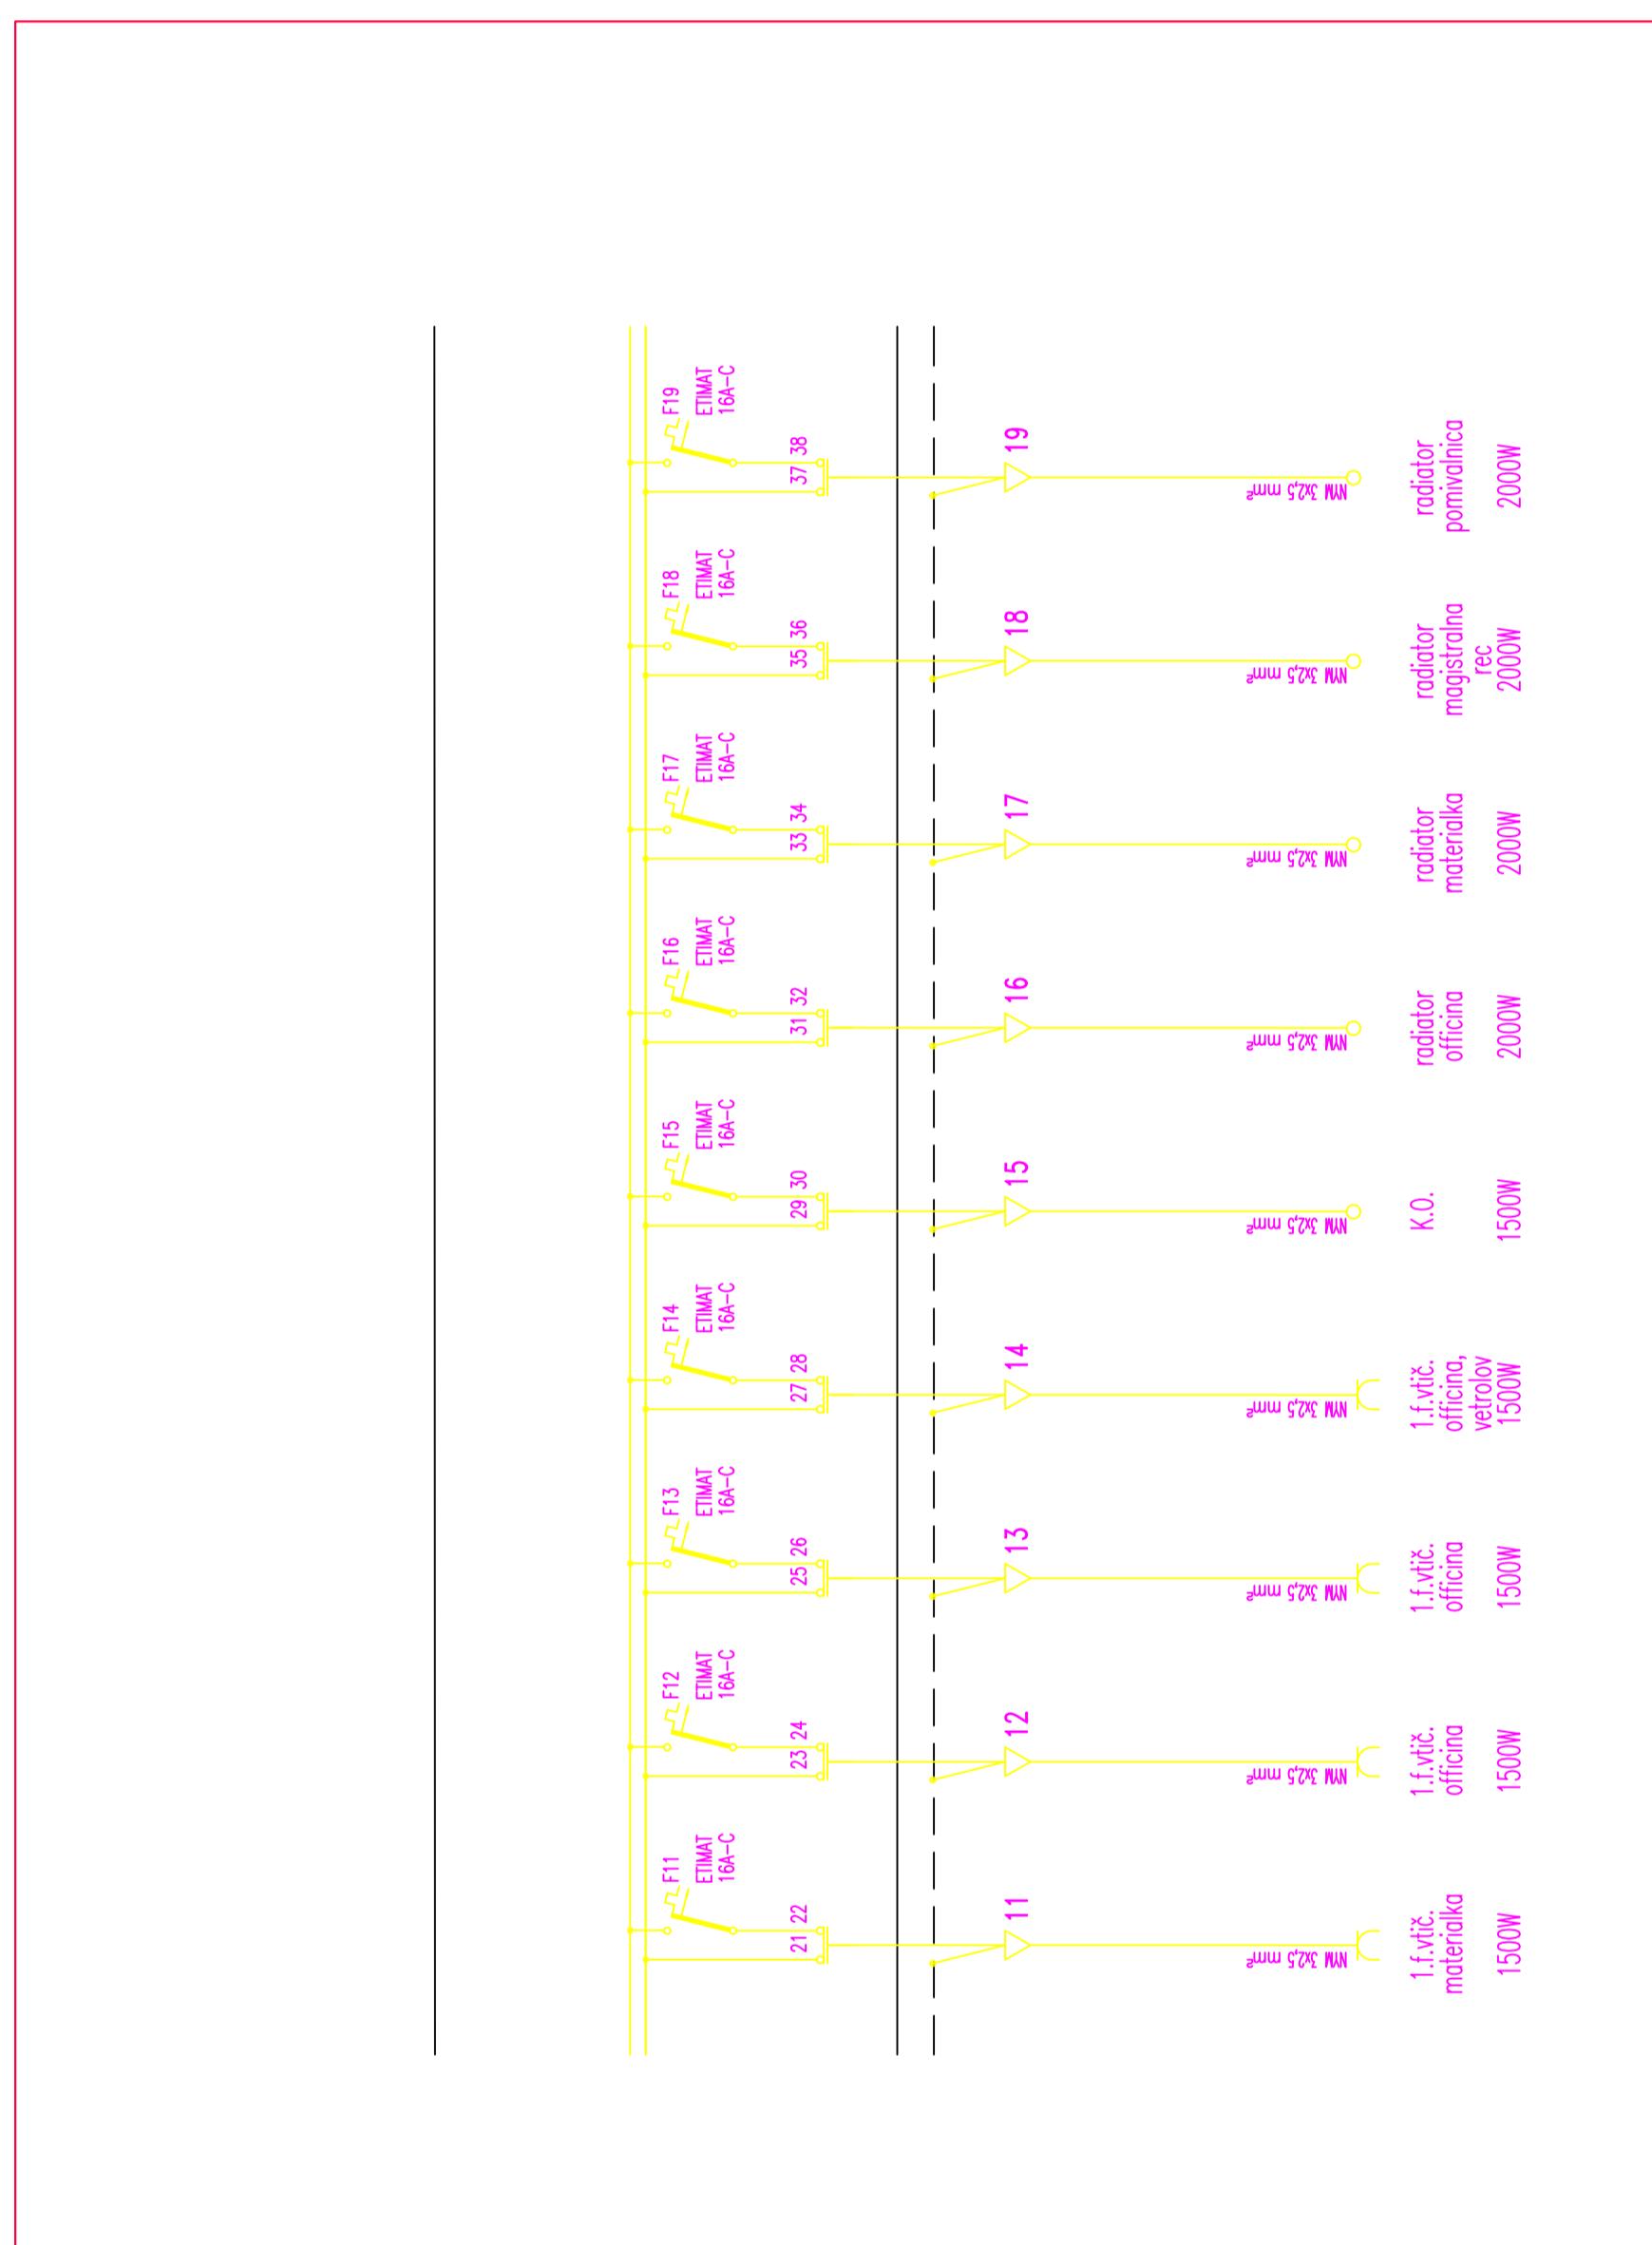 F11
ETIMAT
16A-C
21 22
11
NYM 3x2,5 mm²
1.f.vtič.
materialka
1500W
F12
ETIMAT
16A-C
23 24
12
NYM 3x2,5 mm²
1.f.vtič.
officina
1500W
F13
ETIMAT
16A-C
25 26
13
NYM 3x2,5 mm²
1.f.vtič.
officina
1500W
F14
ETIMAT
16A-C
27 28
14
NYM 3x2,5 mm²
1.f.vtič.
officina,
vetrolov
1500W
F15
ETIMAT
16A-C
29 30
15
NYM 3x2,5 mm²
K.O.
1500W
F16
ETIMAT
16A-C
31 32
16
NYM 3x2,5 mm²
radiator
officina
2000W
F17
ETIMAT
16A-C
33 34
17
NYM 3x2,5 mm²
radiator
materialka
2000W
F18
ETIMAT
16A-C
35 36
18
NYM 3x2,5 mm²
radiator
magistralna
rec
2000W
F19
ETIMAT
16A-C
37 38
19
NYM 3x2,5 mm²
radiator
pomivalnica
2000W